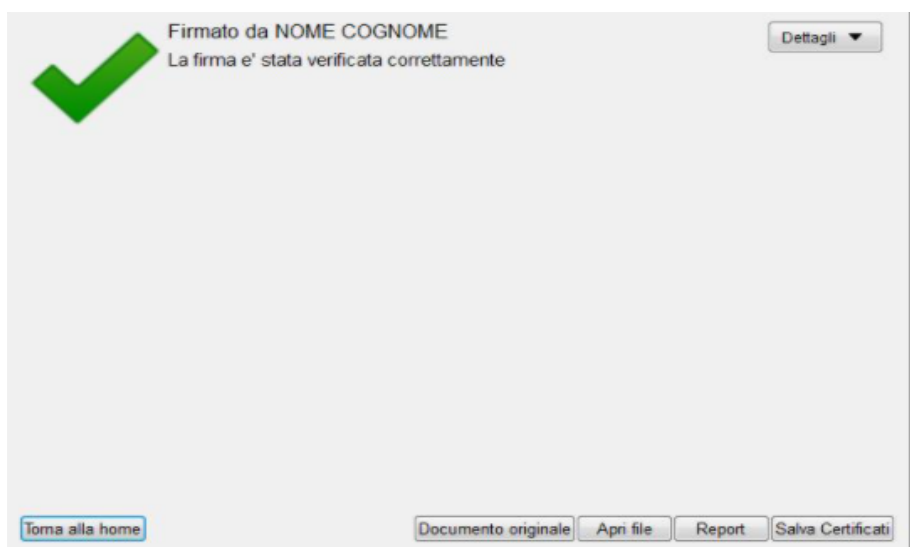 Firmato da NOME COGNOME
Dettagli
La firma e' stata verificata correttamente
Torna alla home
Documento originale
Apri file
Report
Salva Certificati